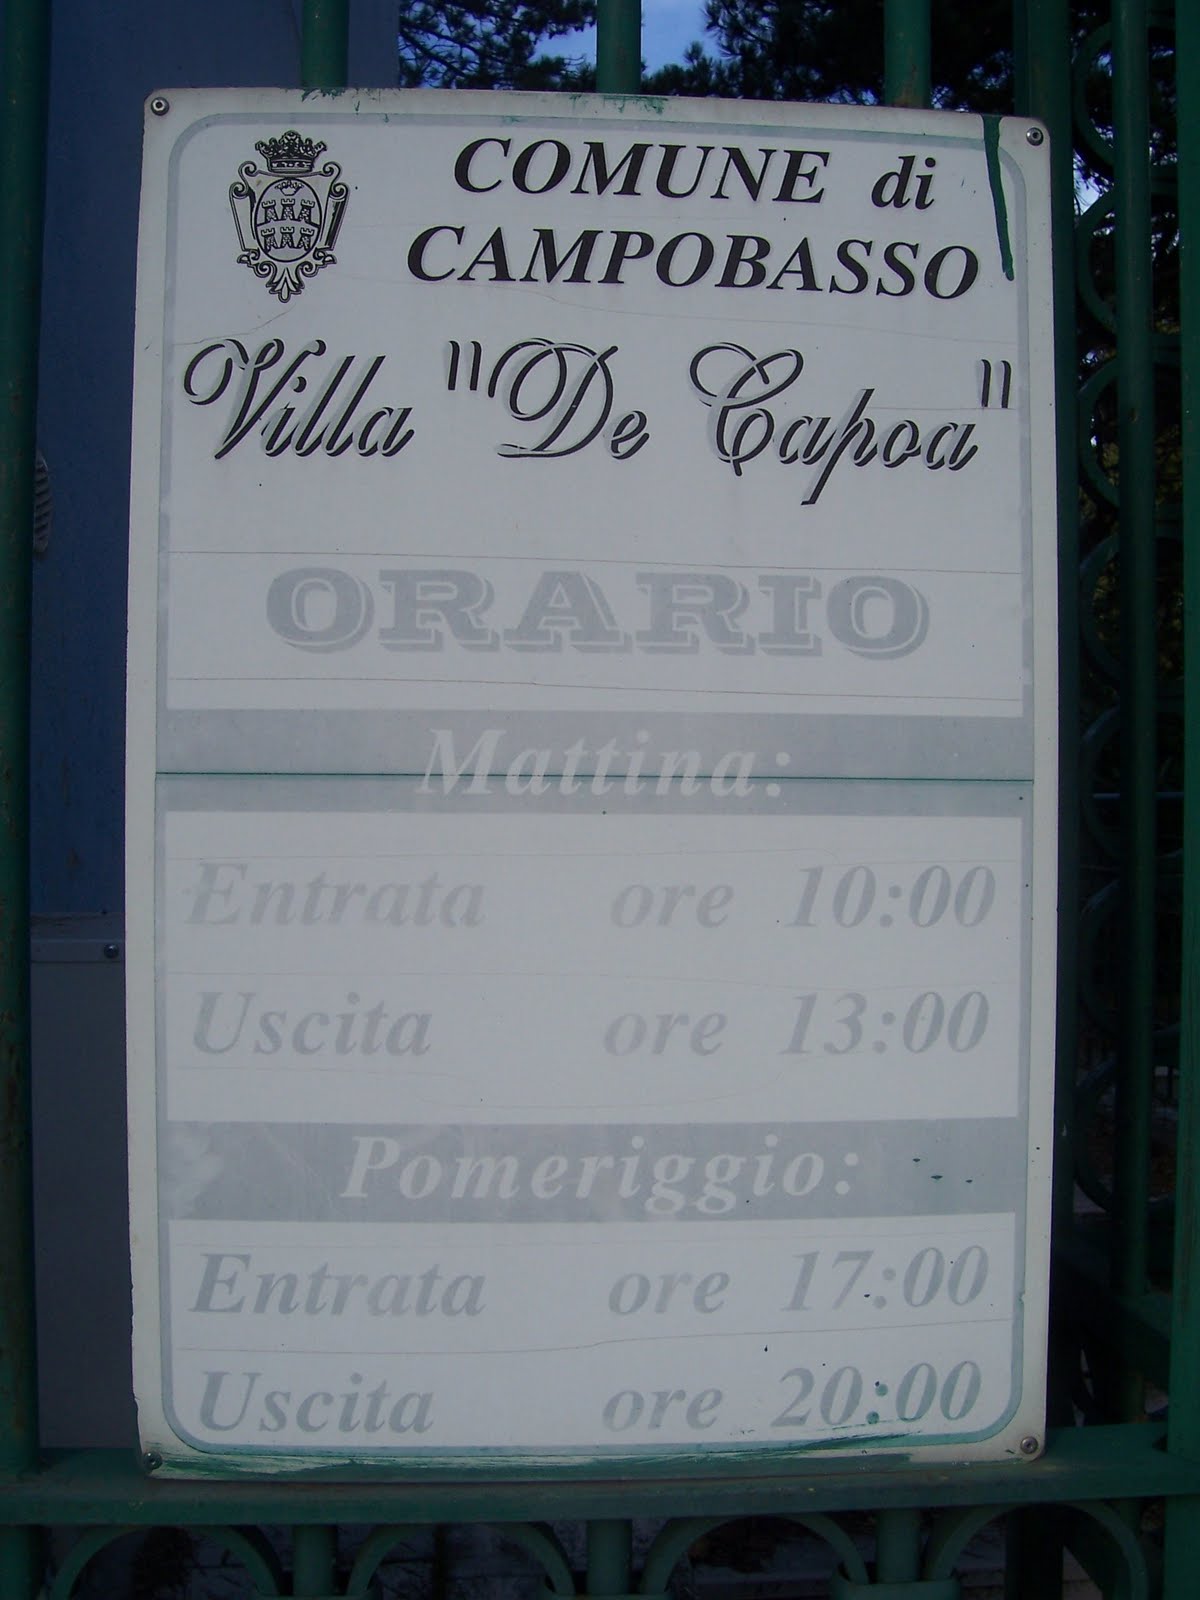 COMUNE di
CAMPOBASSO
Villa "De Capoa"
ORARIO
Mattina:
Entrata ore 10:00
Uscita ore 13:00
Pomeriggio:
Entrata ore 17:00
Uscita ore 20:00